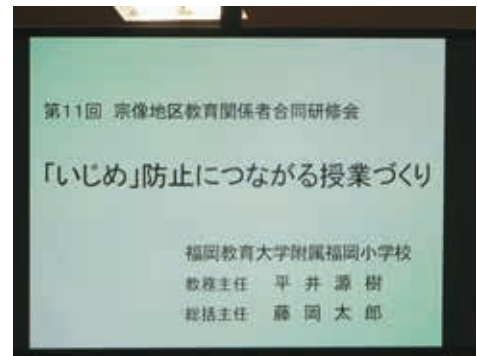 第11回 宗像地区教育関係者合同研修会
「いじめ」防止につながる授業づくり
福岡教育大学附属福岡小学校
教務主任 平井源樹
総括主任 藤岡太郎